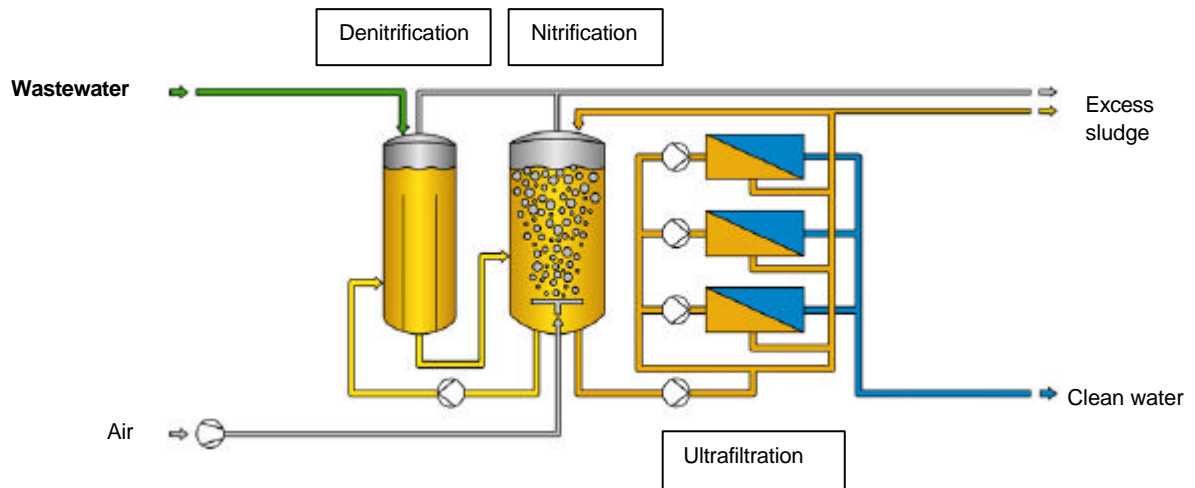 Denitrification
Nitrification
Wastewater
Excess
sludge
Clean water
Air
Ultrafiltration